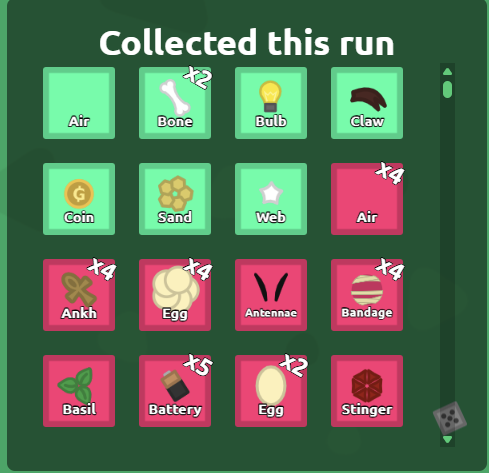 Collected this run
x2
Air Bone Bulb Claw
x4
Coin Sand Web Air
x4 x4 x4
Ankh Egg Antennae Bandage
x5 x2
Basil Battery Egg Stinger